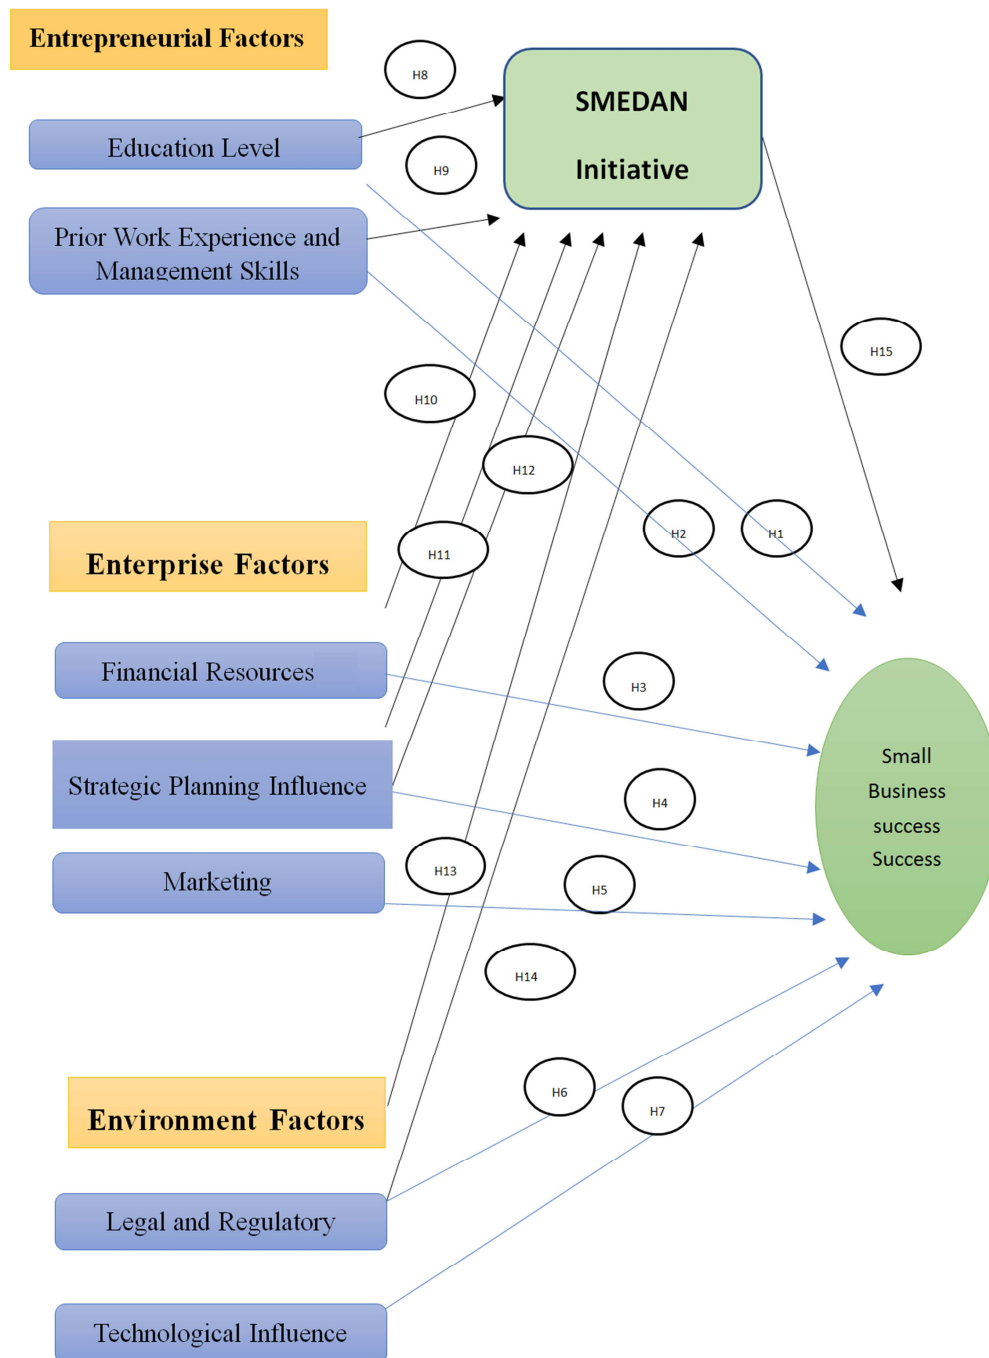 Entrepreneurial Factors
H8
SMEDAN
Initiative
Education Level
H9
Prior Work Experience and
Management Skills
H15
H10
H12
H2
H1
H11
Enterprise Factors
Financial Resources
H3
Strategic Planning Influence
H4
Small
Business
success
Success
Marketing
H13
H5
H14
H6
H7
Environment Factors
Legal and Regulatory
Technological Influence